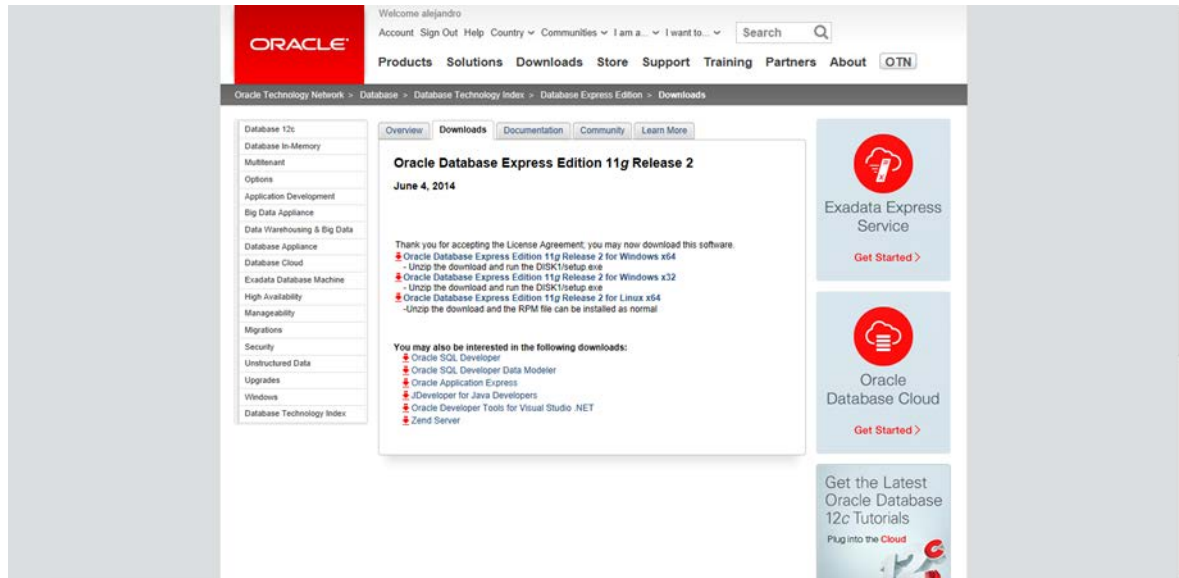 Welcome alejandro
ORACLE
Account Sign Out Help Country Communities I am a... I want to... Search
Products Solutions Downloads Store Support Training Partners About OTN
Oracle Technology Network > Database > Database Technology Index > Database Express Edition > Downloads
Database 12c
Database In-Memory
Multitenant
Options
Application Development
Big Data Appliance
Data Warehousing & Big Data
Database Appliance
Database Cloud
Exadata Database Machine
High Availability
Manageability
Migrations
Security
Unstructured Data
Upgrades
Windows
Database Technology Index
Overview Downloads Documentation Community Learn More
Oracle Database Express Edition 11g Release 2
June 4, 2014
Thank you for accepting the License Agreement; you may now download this software.
Oracle Database Express Edition 11g Release 2 for Windows x64
- Unzip the download and run the DISK1/setup.exe
Oracle Database Express Edition 11g Release 2 for Windows x32
- Unzip the download and run the DISK1/setup.exe
Oracle Database Express Edition 11g Release 2 for Linux x64
-Unzip the download and the RPM file can be installed as normal
You may also be interested in the following downloads:
Oracle SQL Developer
Oracle SQL Developer Data Modeler
Oracle Application Express
JDeveloper for Java Developers
Oracle Developer Tools for Visual Studio .NET
Zend Server
Exadata Express
Service
Get Started >
Oracle
Database Cloud
Get Started >
Get the Latest
Oracle Database
12c Tutorials
Plug into the Cloud